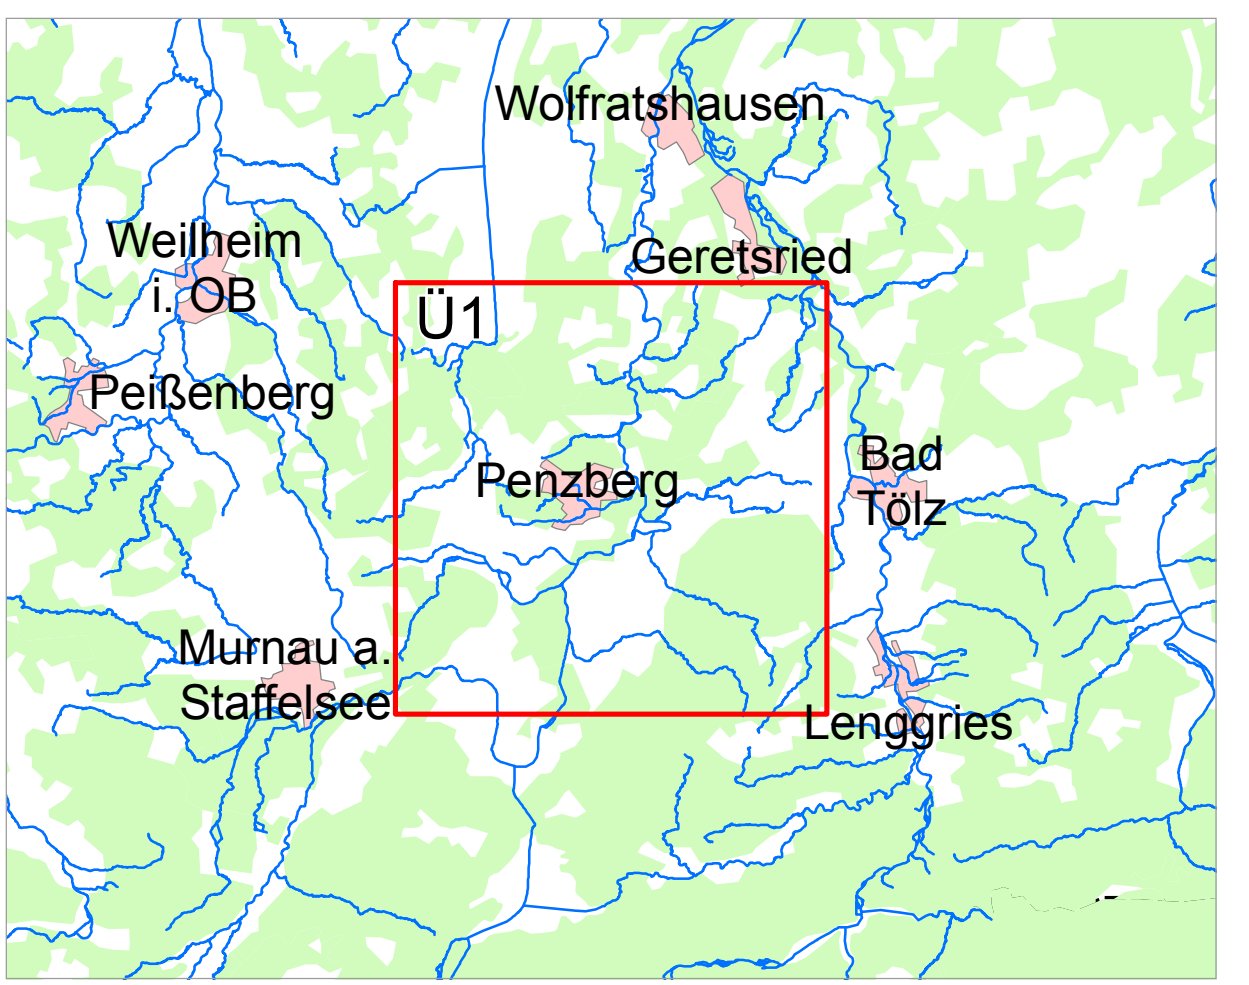 Wolfratshausen
Weilheim
i. OB
Geretsried
Ü1
Peißenberg
Bad
Tölz
Penzberg
Murnau a.
Staffelsee
Lenggries